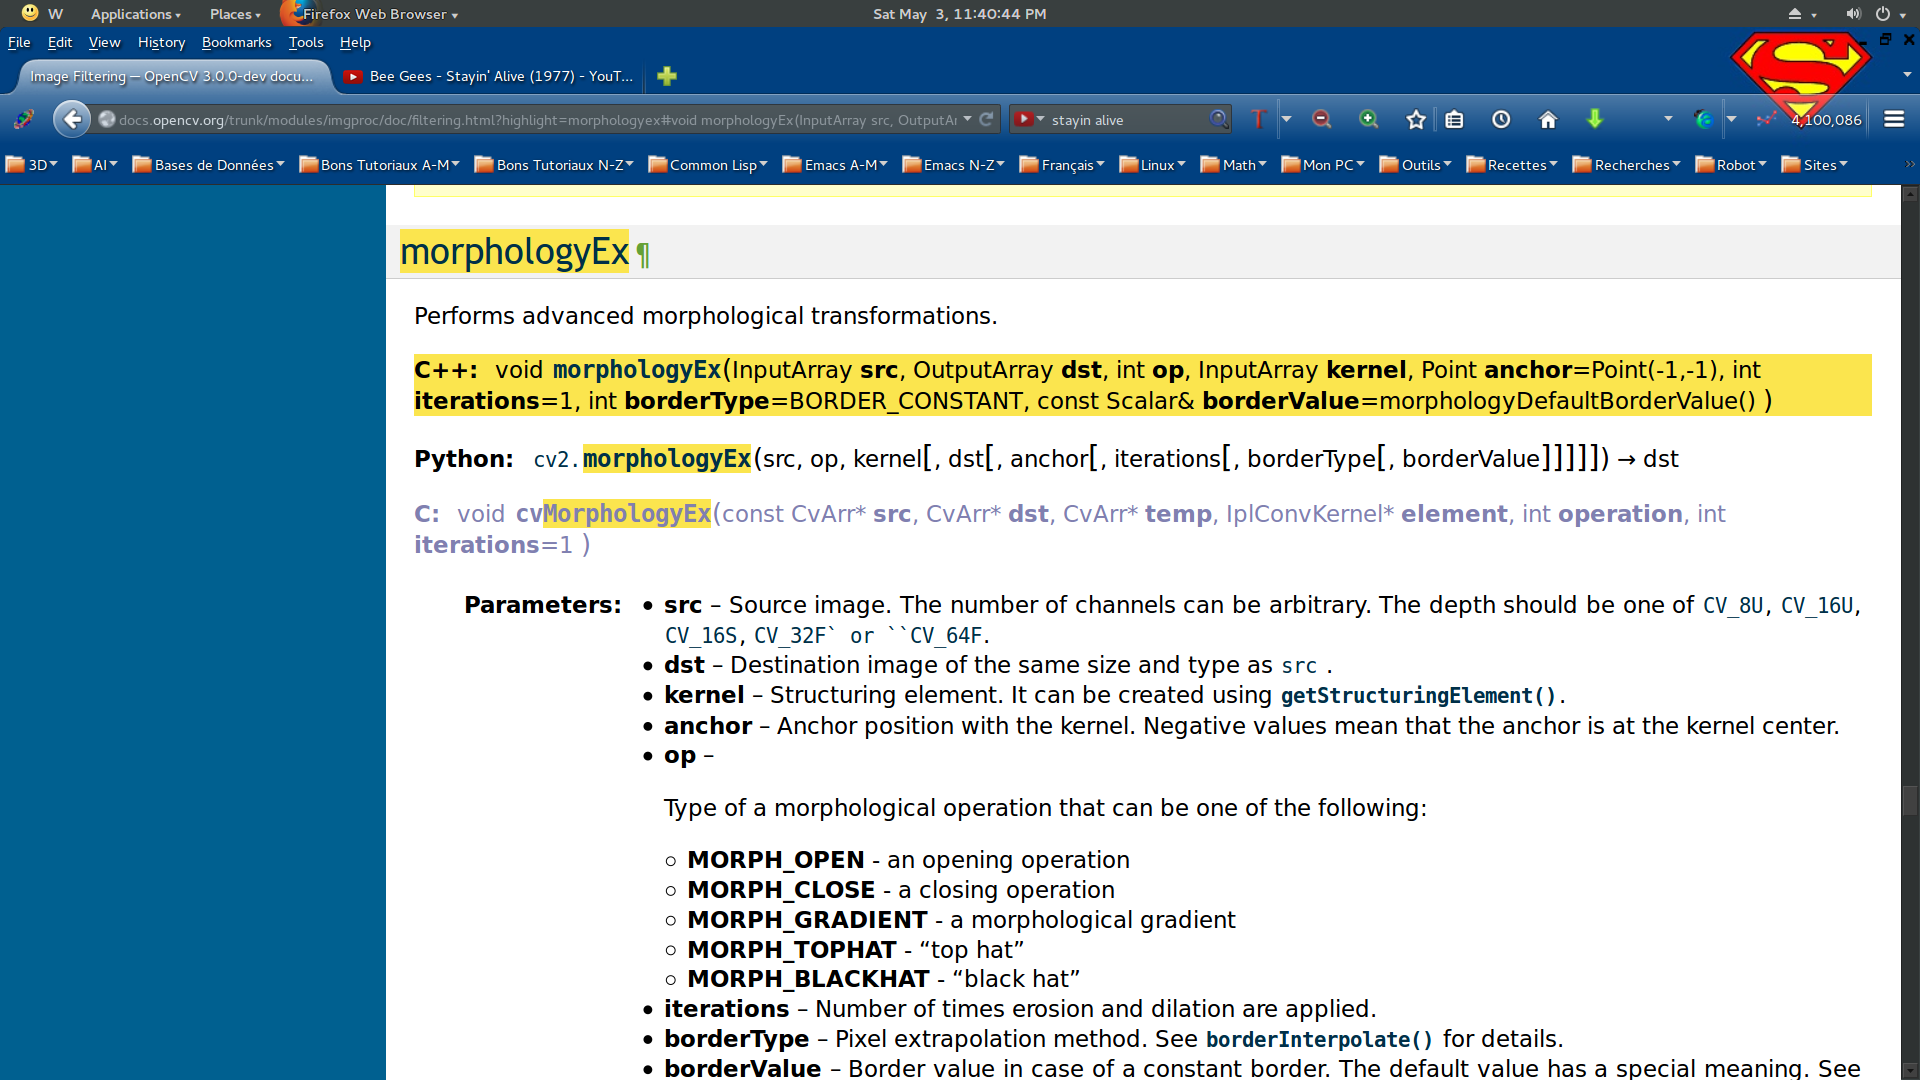 W Applications Places Firefox Web Browser Sat May 3, 11:40:44 PM
File Edit View History Bookmarks Tools Help
Image Filtering — OpenCV 3.0.0-dev docu... Bee Gees - Stayin' Alive (1977) - YouT...
docs.opencv.org/trunk/modules/imgproc/doc/filtering.html?highlight=morphologyex#void morphologyEx(InputArray src, OutputAr stayin alive 4,100,086
3D AI Bases de Données Bons Tutoriaux A-M Bons Tutoriaux N-Z Common Lisp Emacs A-M Emacs N-Z Français Linux Math Mon PC Outils Recettes Recherches Robot Sites »
morphologyEx ¶
Performs advanced morphological transformations.
C++: void morphologyEx(InputArray src, OutputArray dst, int op, InputArray kernel, Point anchor=Point(-1,-1), int
iterations=1, int borderType=BORDER_CONSTANT, const Scalar& borderValue=morphologyDefaultBorderValue() )
Python: cv2.morphologyEx(src, op, kernel[, dst[, anchor[, iterations[, borderType[, borderValue]]]]]) → dst
C: void cvMorphologyEx(const CvArr* src, CvArr* dst, CvArr* temp, IplConvKernel* element, int operation, int
iterations=1 )
Parameters: • src – Source image. The number of channels can be arbitrary. The depth should be one of CV_8U, CV_16U,
CV_16S, CV_32F` or ``CV_64F.
• dst – Destination image of the same size and type as src .
• kernel – Structuring element. It can be created using getStructuringElement().
• anchor – Anchor position with the kernel. Negative values mean that the anchor is at the kernel center.
• op –
Type of a morphological operation that can be one of the following:
○ MORPH_OPEN - an opening operation
○ MORPH_CLOSE - a closing operation
○ MORPH_GRADIENT - a morphological gradient
○ MORPH_TOPHAT - “top hat”
○ MORPH_BLACKHAT - “black hat”
• iterations – Number of times erosion and dilation are applied.
• borderType – Pixel extrapolation method. See borderInterpolate() for details.
• borderValue – Border value in case of a constant border. The default value has a special meaning. See